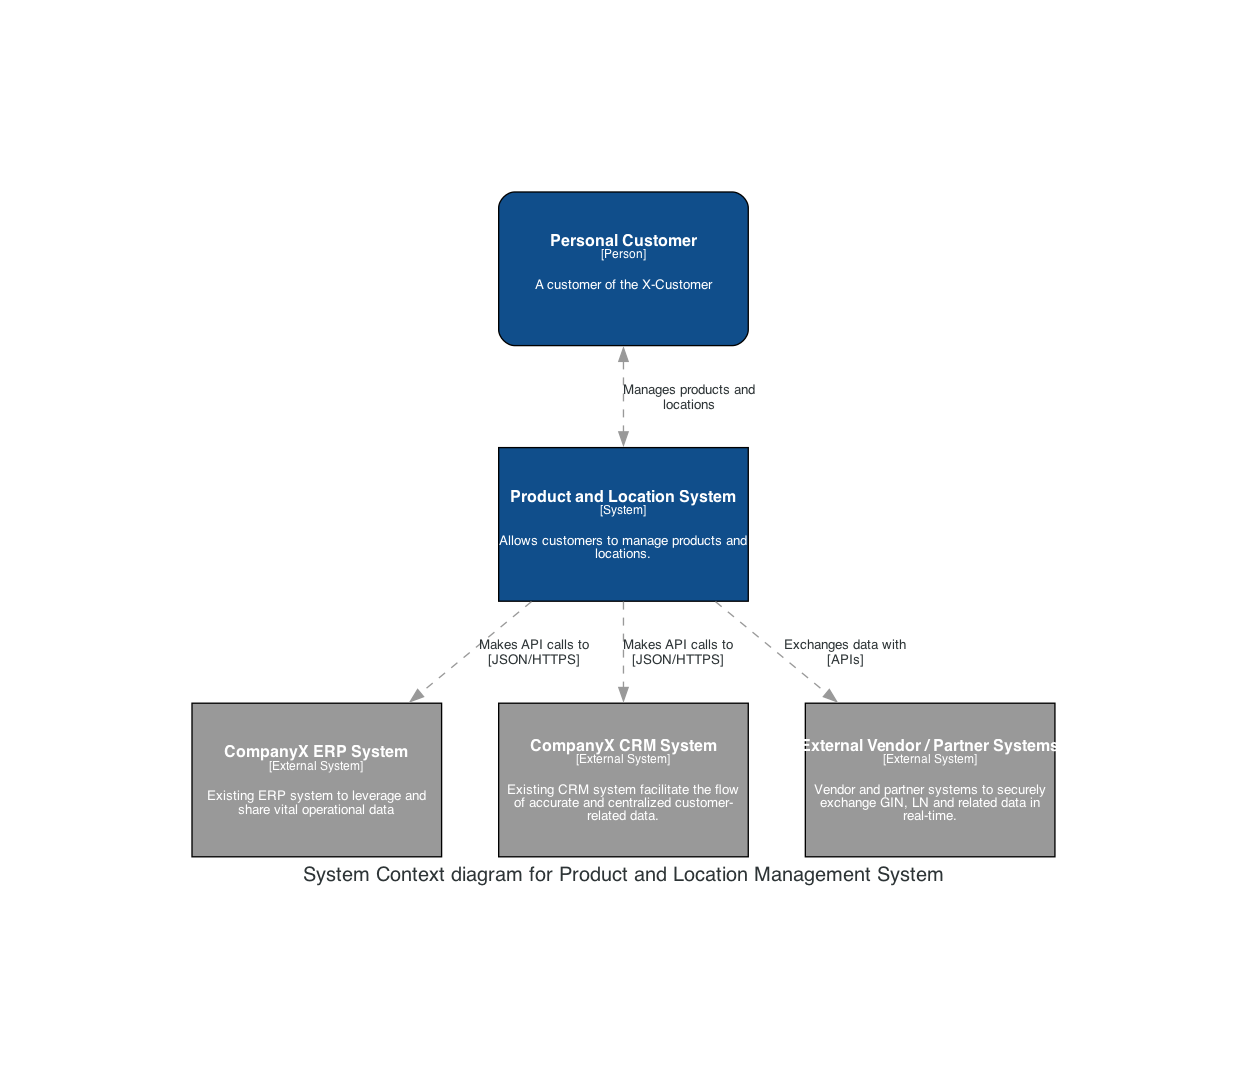 Personal Customer
[Person]
A customer of the X-Customer
Manages products and
locations
Product and Location System
[System]
Allows customers to manage products and
locations.
Makes API calls to
[JSON/HTTPS]
Makes API calls to
[JSON/HTTPS]
Exchanges data with
[APIs]
CompanyX ERP System
[External System]
Existing ERP system to leverage and
share vital operational data
CompanyX CRM System
[External System]
Existing CRM system facilitate the flow
of accurate and centralized customer-
related data.
External Vendor / Partner Systems
[External System]
Vendor and partner systems to securely
exchange GIN, LN and related data in
real-time.
System Context diagram for Product and Location Management System